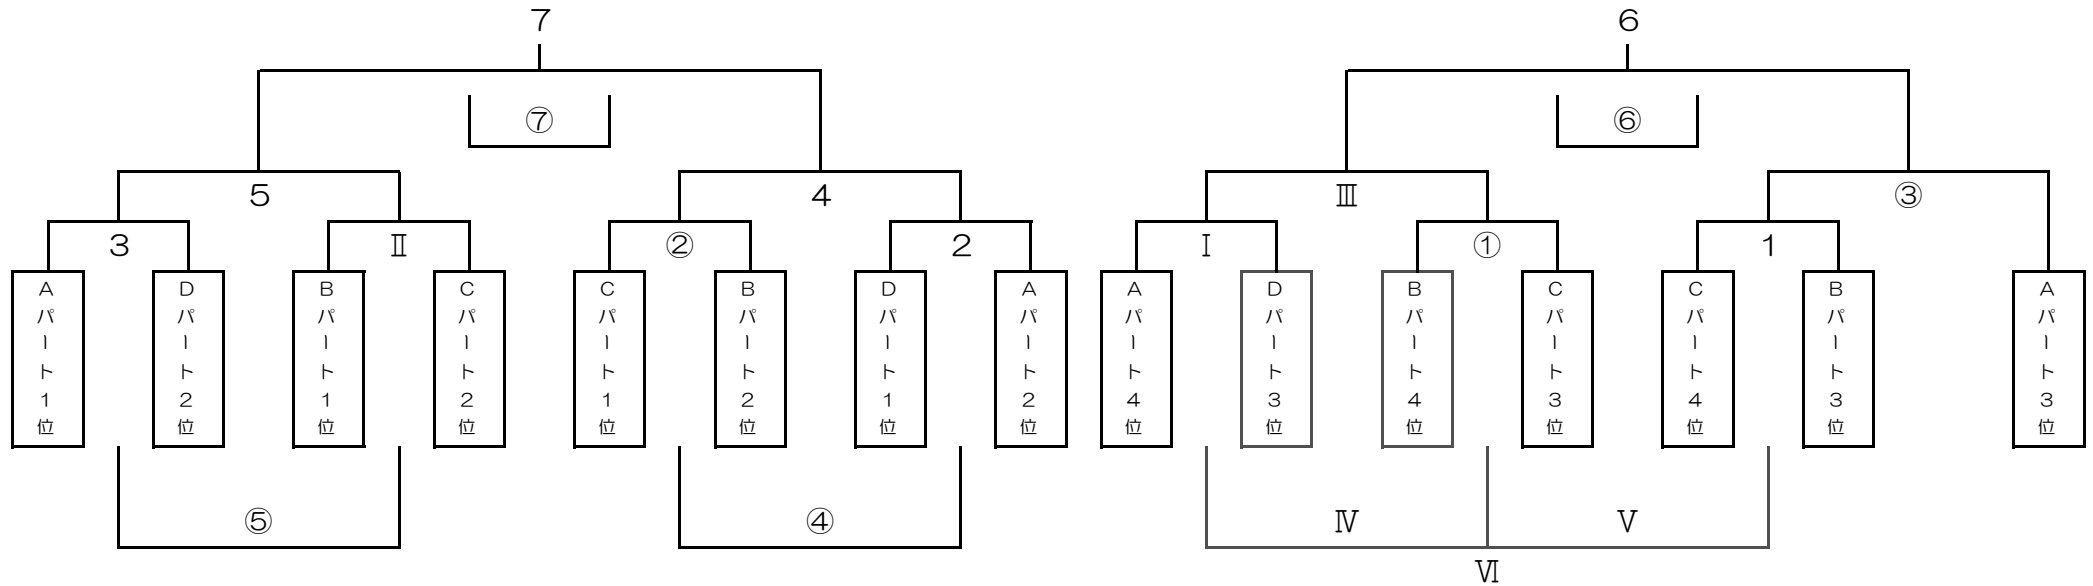 7
6
⑦
⑥
5
4
Ⅲ
③
3
Ⅱ
②
2
Ⅰ
①
1
Aパート1位
Dパート2位
Bパート1位
Cパート2位
Cパート1位
Bパート2位
Dパート1位
Aパート2位
Aパート4位
Dパート3位
Bパート4位
Cパート3位
Cパート4位
Bパート3位
Aパート3位
⑤
④
Ⅳ
Ⅴ
Ⅵ